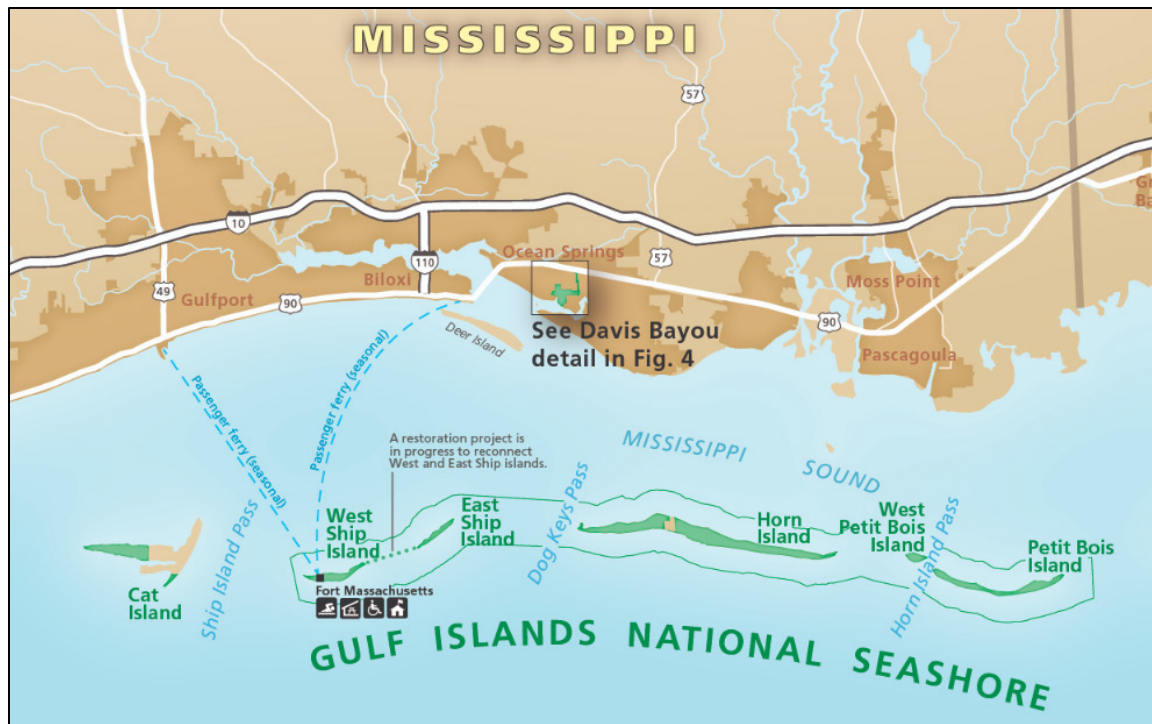 MISSISSIPPI
57
10
49
Gulfport
90
Biloxi
110
Ocean Springs
57
Moss Point
90
Pascagoula
Deer Island
See Davis Bayou
detail in Fig. 4
Passenger ferry (seasonal)
Passenger ferry (seasonal)
A restoration project is
in progress to reconnect
West and East Ship islands.
MISSISSIPPI
SOUND
Ship Island Pass
Dog Keys Pass
Horn Island Pass
Cat
Island
West
Ship
Island
East
Ship
Island
Horn
Island
West
Petit Bois
Island
Petit Bois
Island
Fort Massachusetts
GULF ISLANDS NATIONAL SEASHORE